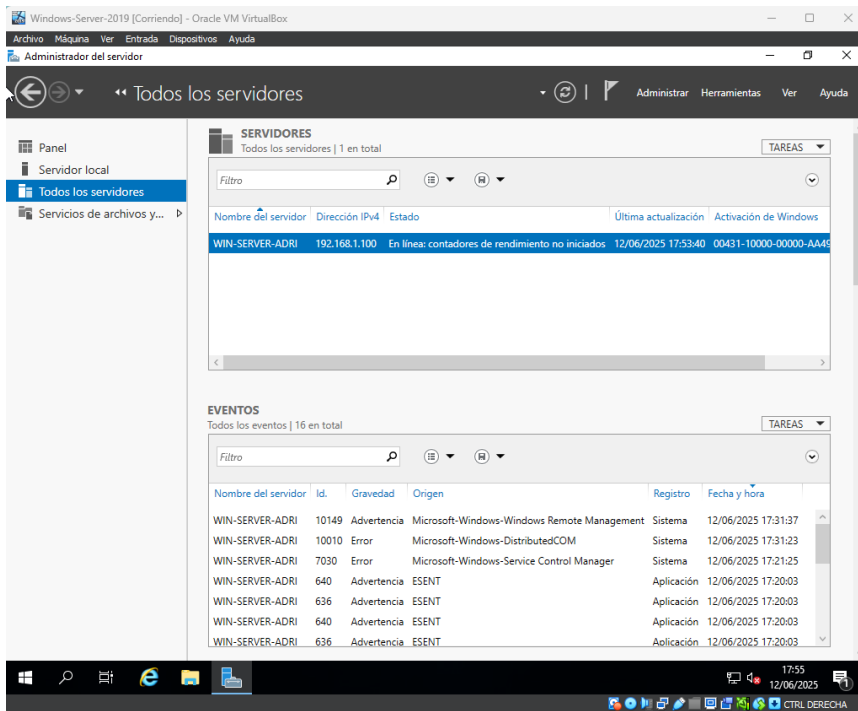 Windows-Server-2019 [Corriendo] - Oracle VM VirtualBox
Archivo Máquina Ver Entrada Dispositivos Ayuda
Administrador del servidor
Todos los servidores
Administrar Herramientas Ver Ayuda
Panel
Servidor local
Todos los servidores
Servicios de archivos y...
SERVIDORES
Todos los servidores | 1 en total
TAREAS
Filtro
Nombre del servidor Dirección IPv4 Estado Última actualización Activación de Windows
WIN-SERVER-ADRI 192.168.1.100 En línea: contadores de rendimiento no iniciados 12/06/2025 17:53:40 00431-10000-00000-AA49
EVENTOS
Todos los eventos | 16 en total
TAREAS
Filtro
Nombre del servidor Id. Gravedad Origen Registro Fecha y hora
WIN-SERVER-ADRI 10149 Advertencia Microsoft-Windows-Windows Remote Management Sistema 12/06/2025 17:31:37
WIN-SERVER-ADRI 10010 Error Microsoft-Windows-DistributedCOM Sistema 12/06/2025 17:31:23
WIN-SERVER-ADRI 7030 Error Microsoft-Windows-Service Control Manager Sistema 12/06/2025 17:21:25
WIN-SERVER-ADRI 640 Advertencia ESENT Aplicación 12/06/2025 17:20:03
WIN-SERVER-ADRI 636 Advertencia ESENT Aplicación 12/06/2025 17:20:03
WIN-SERVER-ADRI 640 Advertencia ESENT Aplicación 12/06/2025 17:20:03
WIN-SERVER-ADRI 636 Advertencia ESENT Aplicación 12/06/2025 17:20:03
17:55
12/06/2025
1
CTRL DERECHA